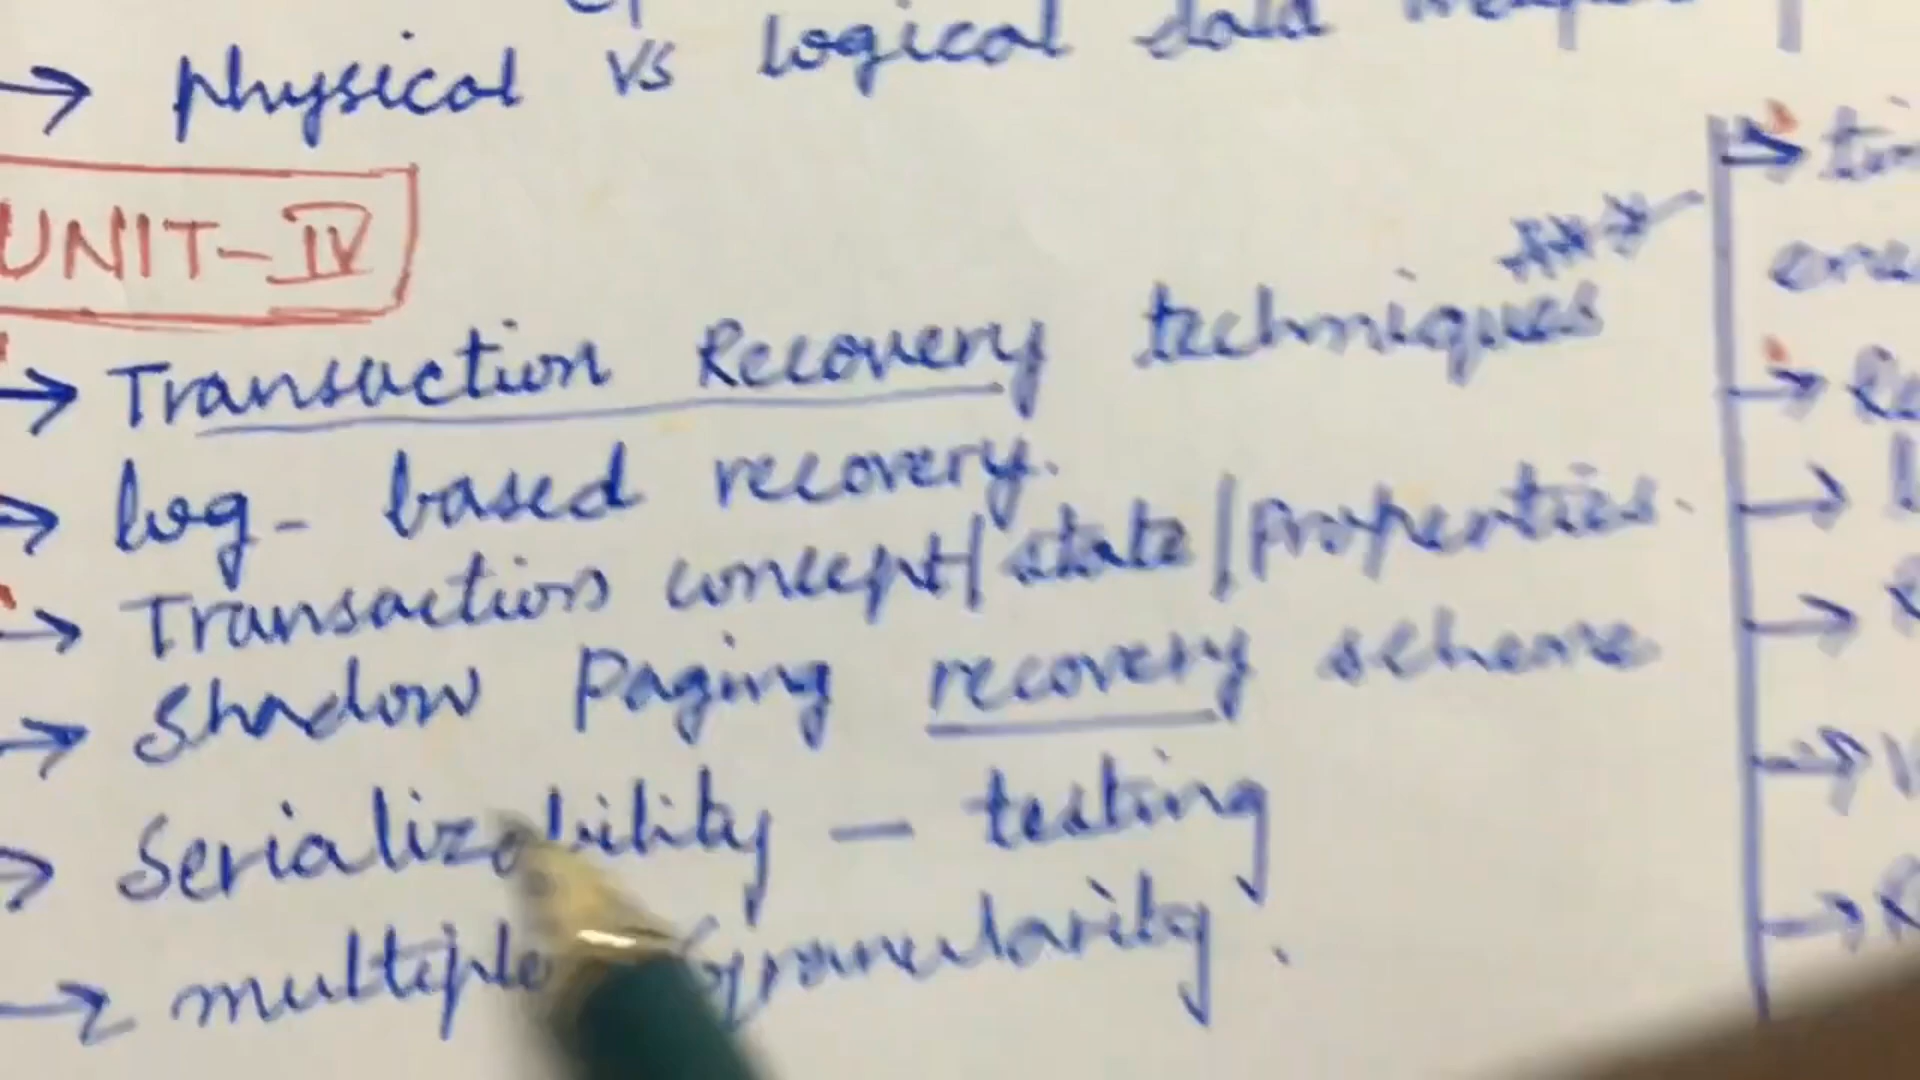 → Physical vs logical data
UNIT-IV
→ Transaction Recovery techniques
→ log-based recovery.
→ Transaction concept/state/properties.
→ Shadow Paging recovery scheme
→ Serializability — testing
→ multiple Granularity.